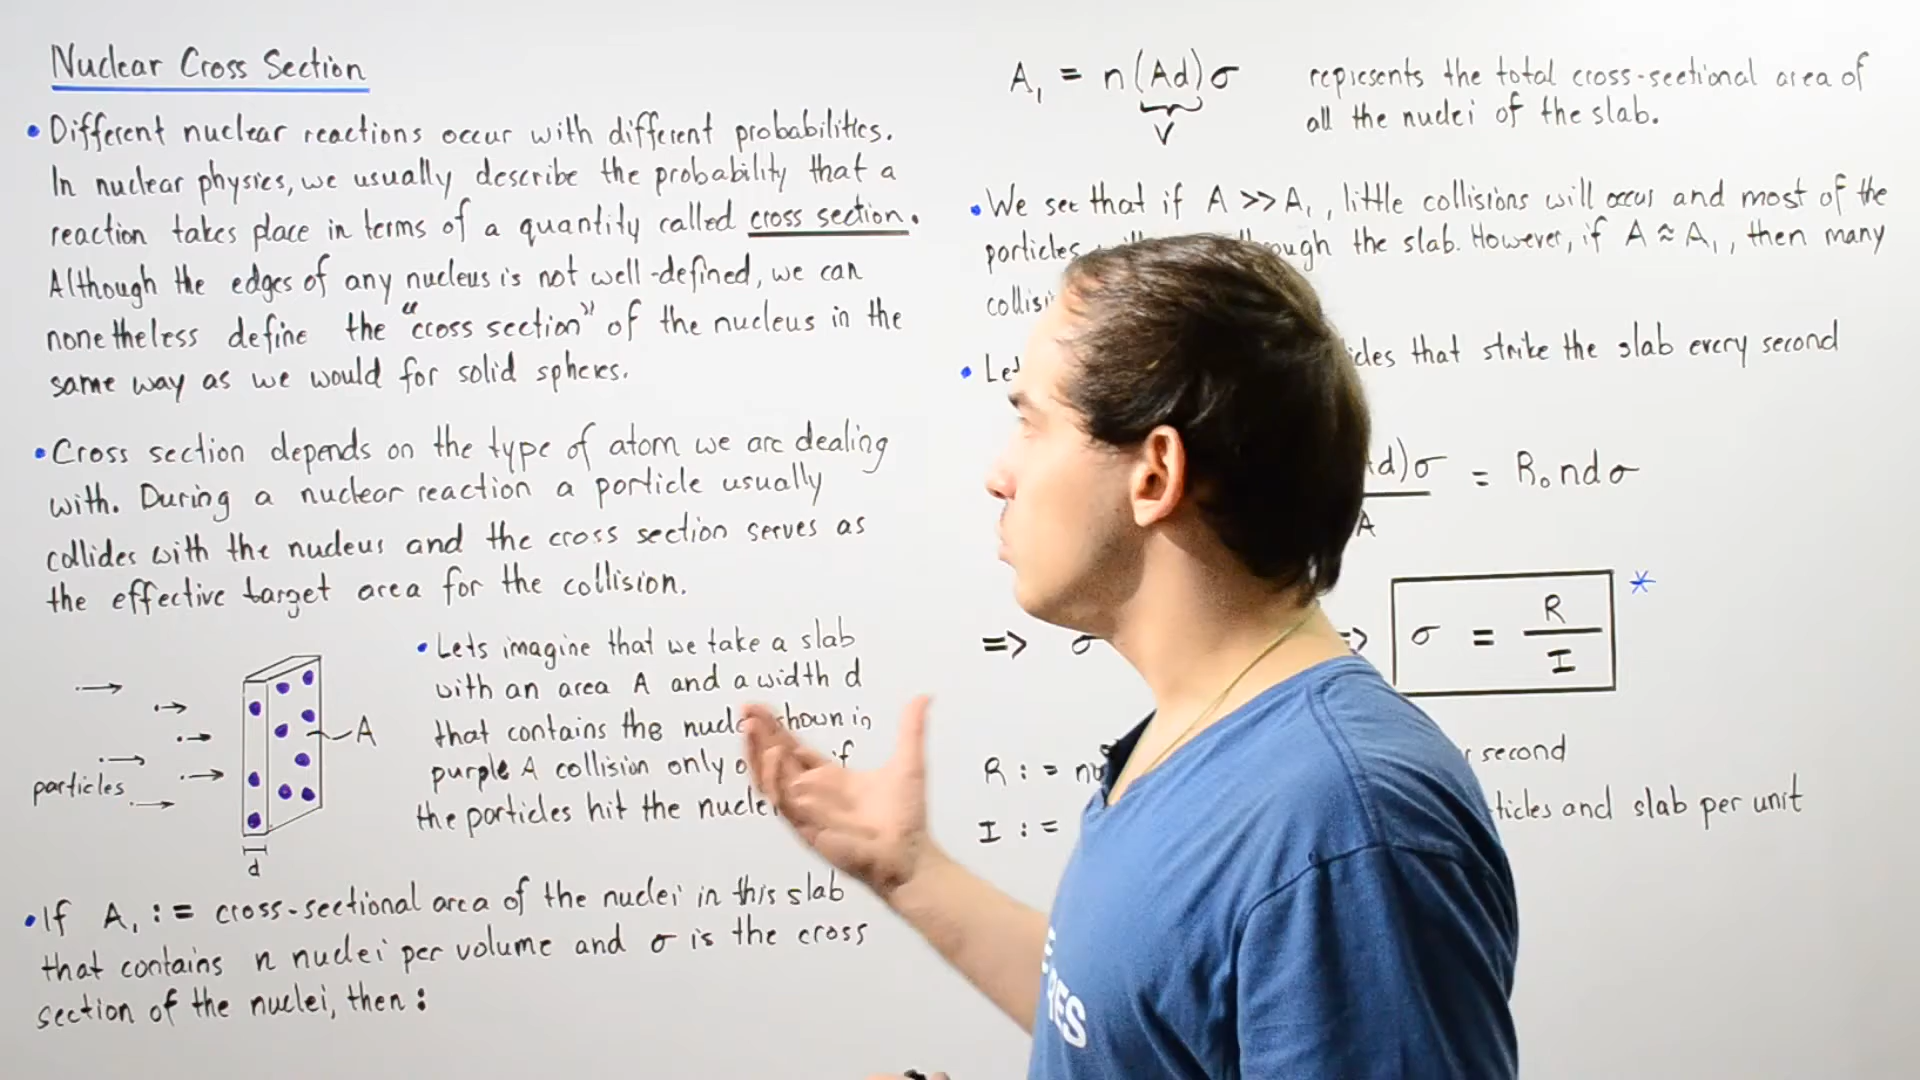 Nuclear Cross Section
• Different nuclear reactions occur with different probabilities.
In nuclear physics, we usually describe the probability that a
reaction takes place in terms of a quantity called cross section.
Although the edges of any nucleus is not well-defined, we can
nonetheless define the "cross section" of the nucleus in the
same way as we would for solid spheres.
• Cross section depends on the type of atom we are dealing
with. During a nuclear reaction a particle usually
collides with the nucleus and the cross section serves as
the effective target area for the collision.
particles
A
d
• Lets imagine that we take a slab
with an area A and a width d
that contains the shown in
purple A collision only if
the particles hit the
• If A₁ := cross-sectional area of the nuclei in this slab
that contains n nuclei per volume and σ is the cross
section of the nuclei, then :
A₁ = n(Ad)σ
V
represents the total cross-sectional area of
all the nuclei of the slab.
• We see that if A >> A₁, little collisions will occur and most of the
particles the slab. However, if A ≈ A₁, then many
• that strike the slab every second
d)σ = R₀ndσ
A
=> σ
σ = R/I *
R :=
second
I :=
and slab per unit